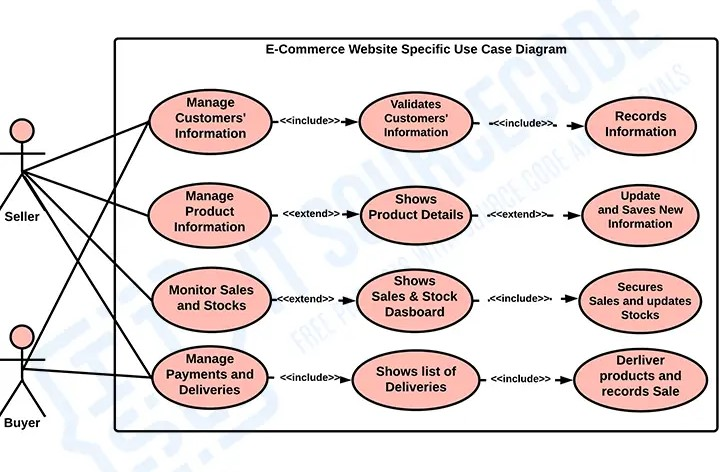 E-Commerce Website Specific Use Case Diagram
Manage
Customers'
Information
<<include>>
Validates
Customers'
Information
<<include>>
Records
Information
Seller
Manage
Product
Information
<<extend>>
Shows
Product Details
<<extend>>
Update
and Saves New
Information
Monitor Sales
and Stocks
<<extend>>
Shows
Sales & Stock
Dasboard
<<include>>
Secures
Sales and updates
Stocks
Buyer
Manage
Payments and
Deliveries
<<include>>
Shows list of
Deliveries
<<include>>
Derliver
products and
records Sale